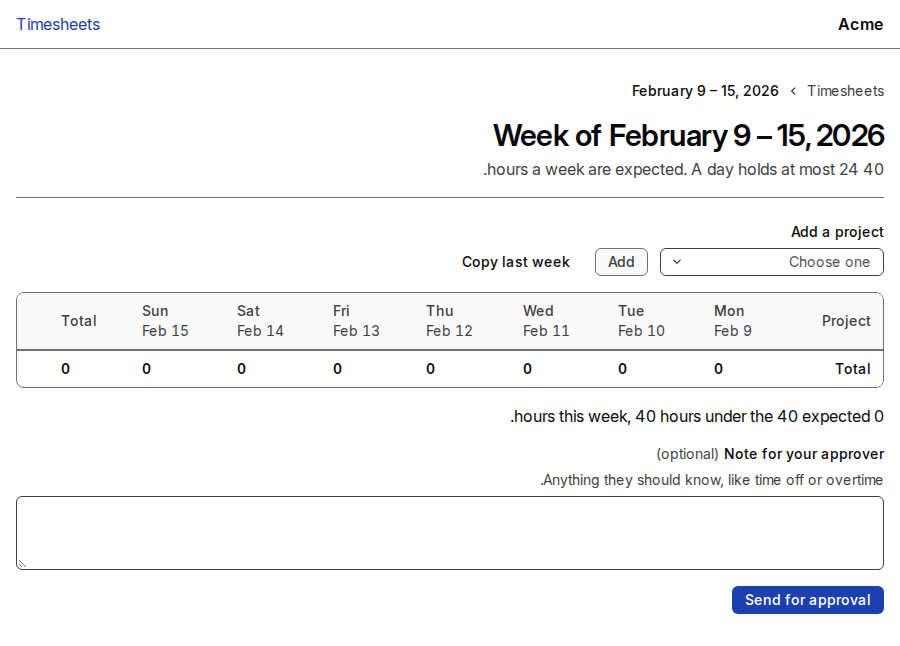 Timesheets Acme
February 9 – 15, 2026 ‹ Timesheets
Week of February 9 – 15, 2026
.hours a week are expected. A day holds at most 24 40
Add a project
Copy last week Add Choose one
Total Sun Feb 15 Sat Feb 14 Fri Feb 13 Thu Feb 12 Wed Feb 11 Tue Feb 10 Mon Feb 9 Project
0 0 0 0 0 0 0 0 Total
.hours this week, 40 hours under the 40 expected 0
(optional) Note for your approver
.Anything they should know, like time off or overtime
Send for approval